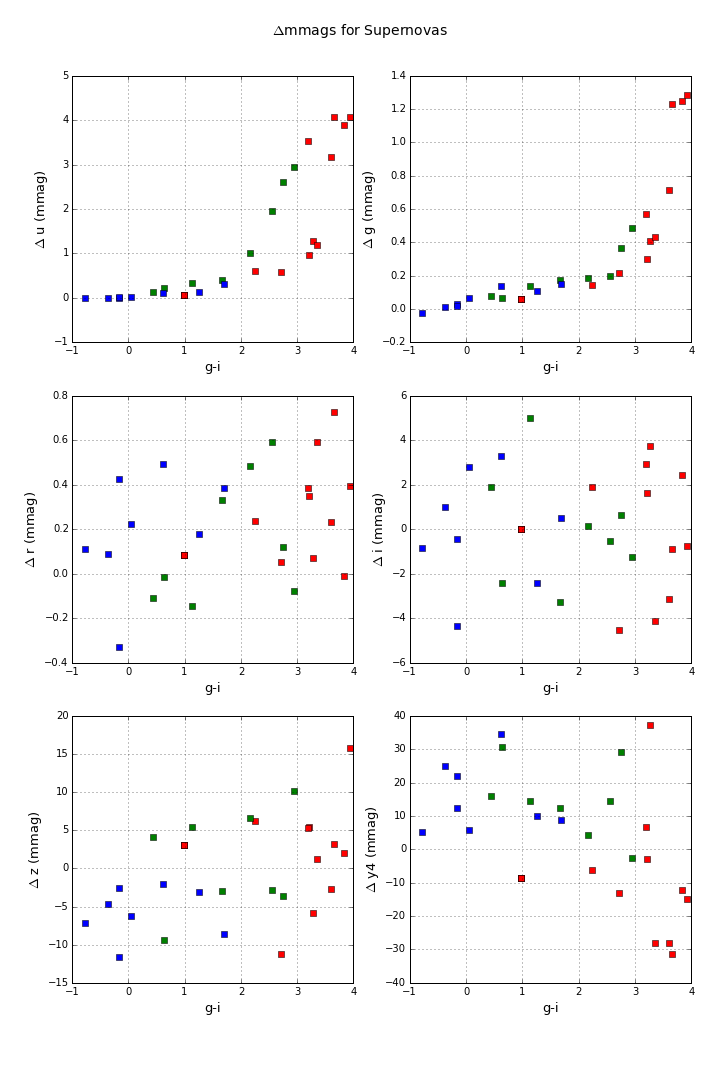 Δmmags for Supernovas
5
4
3
2
1
0
−1
Δ u (mmag)
−1 0 1 2 3 4
g-i
1.4
1.2
1.0
0.8
0.6
0.4
0.2
0.0
−0.2
Δ g (mmag)
−1 0 1 2 3 4
g-i
0.8
0.6
0.4
0.2
0.0
−0.2
−0.4
Δ r (mmag)
−1 0 1 2 3 4
g-i
6
4
2
0
−2
−4
−6
Δ i (mmag)
−1 0 1 2 3 4
g-i
20
15
10
5
0
−5
−10
−15
Δ z (mmag)
−1 0 1 2 3 4
g-i
40
30
20
10
0
−10
−20
−30
−40
Δ y4 (mmag)
−1 0 1 2 3 4
g-i